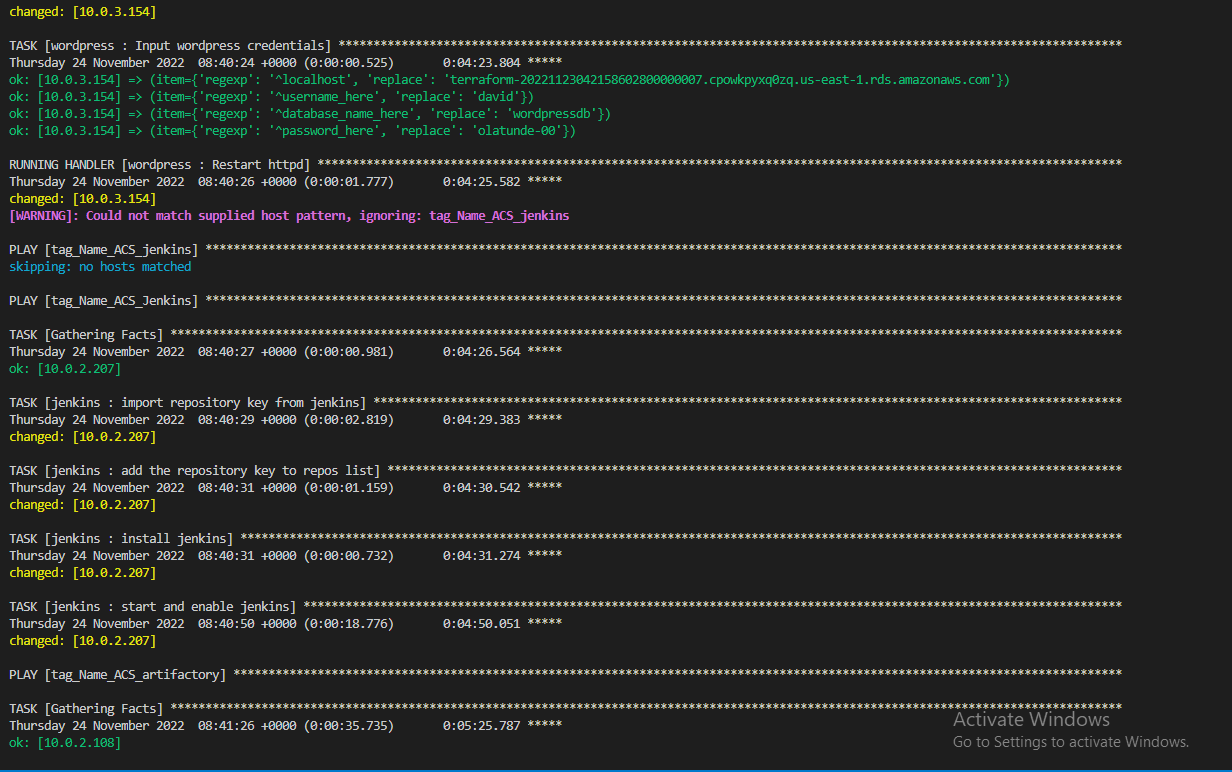 changed: [10.0.3.154]
TASK [wordpress : Input wordpress credentials] ****************************************************************************************************************
Thursday 24 November 2022  08:40:24 +0000 (0:00:00.525)       0:04:23.804 *****
ok: [10.0.3.154] => (item={'regexp': '^localhost', 'replace': 'terraform-20221123042158602800000007.cpowkpyxq0zq.us-east-1.rds.amazonaws.com'})
ok: [10.0.3.154] => (item={'regexp': '^username_here', 'replace': 'david'})
ok: [10.0.3.154] => (item={'regexp': '^database_name_here', 'replace': 'wordpressdb'})
ok: [10.0.3.154] => (item={'regexp': '^password_here', 'replace': 'olatunde-00'})
RUNNING HANDLER [wordpress : Restart httpd] *******************************************************************************************************************
Thursday 24 November 2022  08:40:26 +0000 (0:00:01.777)       0:04:25.582 *****
changed: [10.0.3.154]
[WARNING]: Could not match supplied host pattern, ignoring: tag_Name_ACS_jenkins
PLAY [tag_Name_ACS_jenkins] ***********************************************************************************************************************************
skipping: no hosts matched
PLAY [tag_Name_ACS_Jenkins] ***********************************************************************************************************************************
TASK [Gathering Facts] ****************************************************************************************************************************************
Thursday 24 November 2022  08:40:27 +0000 (0:00:00.981)       0:04:26.564 *****
ok: [10.0.2.207]
TASK [jenkins : import repository key from jenkins] ***********************************************************************************************************
Thursday 24 November 2022  08:40:29 +0000 (0:00:02.819)       0:04:29.383 *****
changed: [10.0.2.207]
TASK [jenkins : add the repository key to repos list] *********************************************************************************************************
Thursday 24 November 2022  08:40:31 +0000 (0:00:01.159)       0:04:30.542 *****
changed: [10.0.2.207]
TASK [jenkins : install jenkins] ******************************************************************************************************************************
Thursday 24 November 2022  08:40:31 +0000 (0:00:00.732)       0:04:31.274 *****
changed: [10.0.2.207]
TASK [jenkins : start and enable jenkins] *********************************************************************************************************************
Thursday 24 November 2022  08:40:50 +0000 (0:00:18.776)       0:04:50.051 *****
changed: [10.0.2.207]
PLAY [tag_Name_ACS_artifactory] *******************************************************************************************************************************
TASK [Gathering Facts] ****************************************************************************************************************************************
Thursday 24 November 2022  08:41:26 +0000 (0:00:35.735)       0:05:25.787 *****
ok: [10.0.2.108]
Activate Windows
Go to Settings to activate Windows.